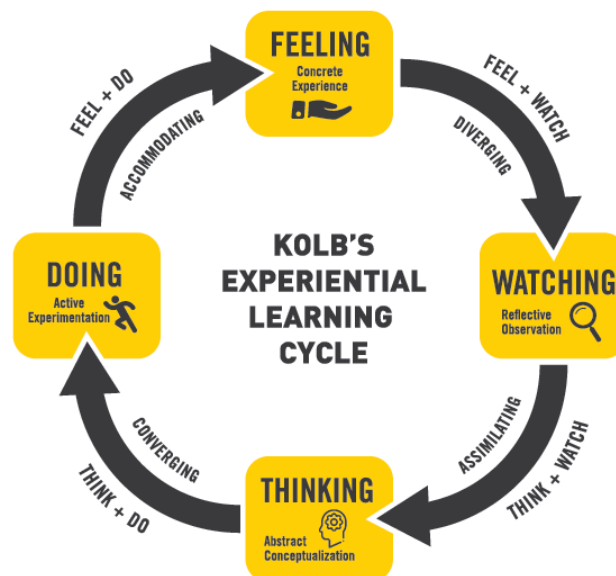 FEELING
Concrete
Experience
FEEL + DO
ACCOMMODATING
FEEL + WATCH
DIVERGING
DOING
Active
Experimentation
KOLB'S
EXPERIENTIAL
LEARNING
CYCLE
WATCHING
Reflective
Observation
CONVERGING
THINK + DO
ASSIMILATING
THINK + WATCH
THINKING
Abstract
Conceptualization